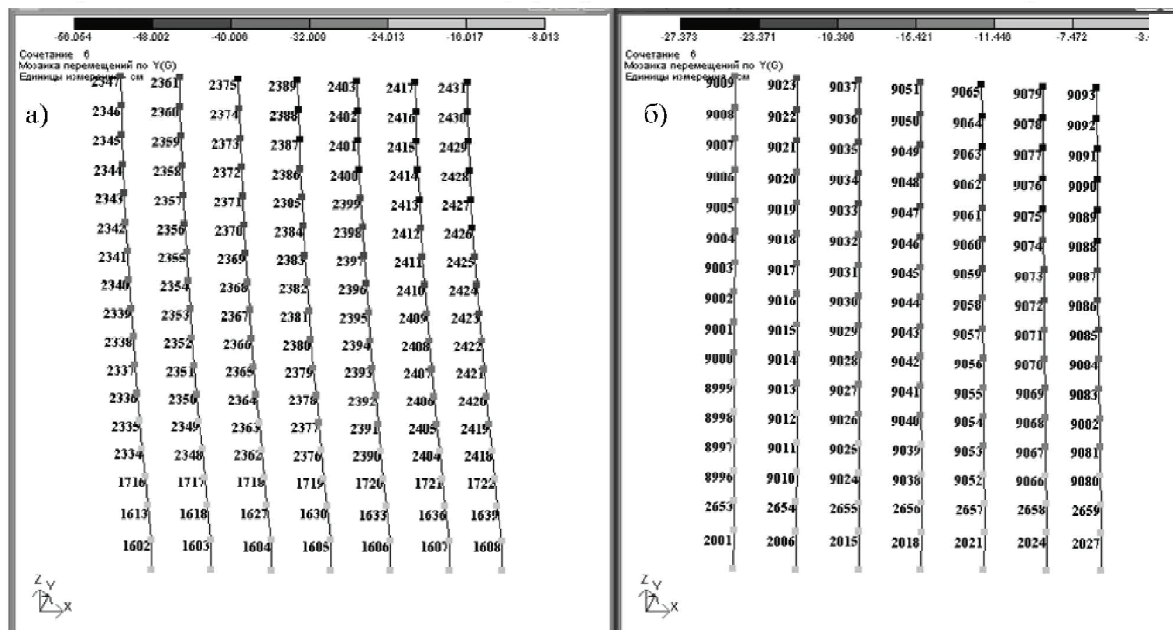 -48.002 -40.000 -32.000 -24.013 -16.017 -8.013
Сочетание 6
Мозаика перемещений по Y(G)
Единицы измерения см
а)
2347 2361 2375 2389 2403 2417 2431
2346 2360 2374 2388 2402 2416 2430
2345 2359 2373 2387 2401 2415 2429
2344 2358 2372 2386 2400 2414 2428
2343 2357 2371 2385 2399 2413 2427
2342 2356 2370 2384 2398 2412 2426
2341 2355 2369 2383 2397 2411 2425
2340 2354 2368 2382 2396 2410 2424
2339 2353 2367 2381 2395 2409 2423
2338 2352 2366 2380 2394 2408 2422
2337 2351 2365 2379 2393 2407 2421
2336 2350 2364 2378 2392 2406 2420
2335 2349 2363 2377 2391 2405 2419
2334 2348 2362 2376 2390 2404 2418
1716 1717 1718 1719 1720 1721 1722
1613 1618 1627 1630 1633 1636 1639
1602 1603 1604 1605 1606 1607 1608
Z Y X
-27.373 -23.371 -19.396 -15.421 -11.446 -7.472
Сочетание 6
Мозаика перемещений по Y(G)
Единицы измерения см
б)
9009 9023 9037 9051 9065 9079 9093
9008 9022 9036 9050 9064 9078 9092
9007 9021 9035 9049 9063 9077 9091
9006 9020 9034 9048 9062 9076 9090
9005 9019 9033 9047 9061 9075 9089
9004 9018 9032 9046 9060 9074 9088
9003 9017 9031 9045 9059 9073 9087
9002 9016 9030 9044 9058 9072 9086
9001 9015 9029 9043 9057 9071 9085
9000 9014 9028 9042 9056 9070 9084
8999 9013 9027 9041 9055 9069 9083
8998 9012 9026 9040 9054 9068 9082
8997 9011 9025 9039 9053 9067 9081
8996 9010 9024 9038 9052 9066 9080
2653 2654 2655 2656 2657 2658 2659
2001 2006 2015 2018 2021 2024 2027
Z Y X